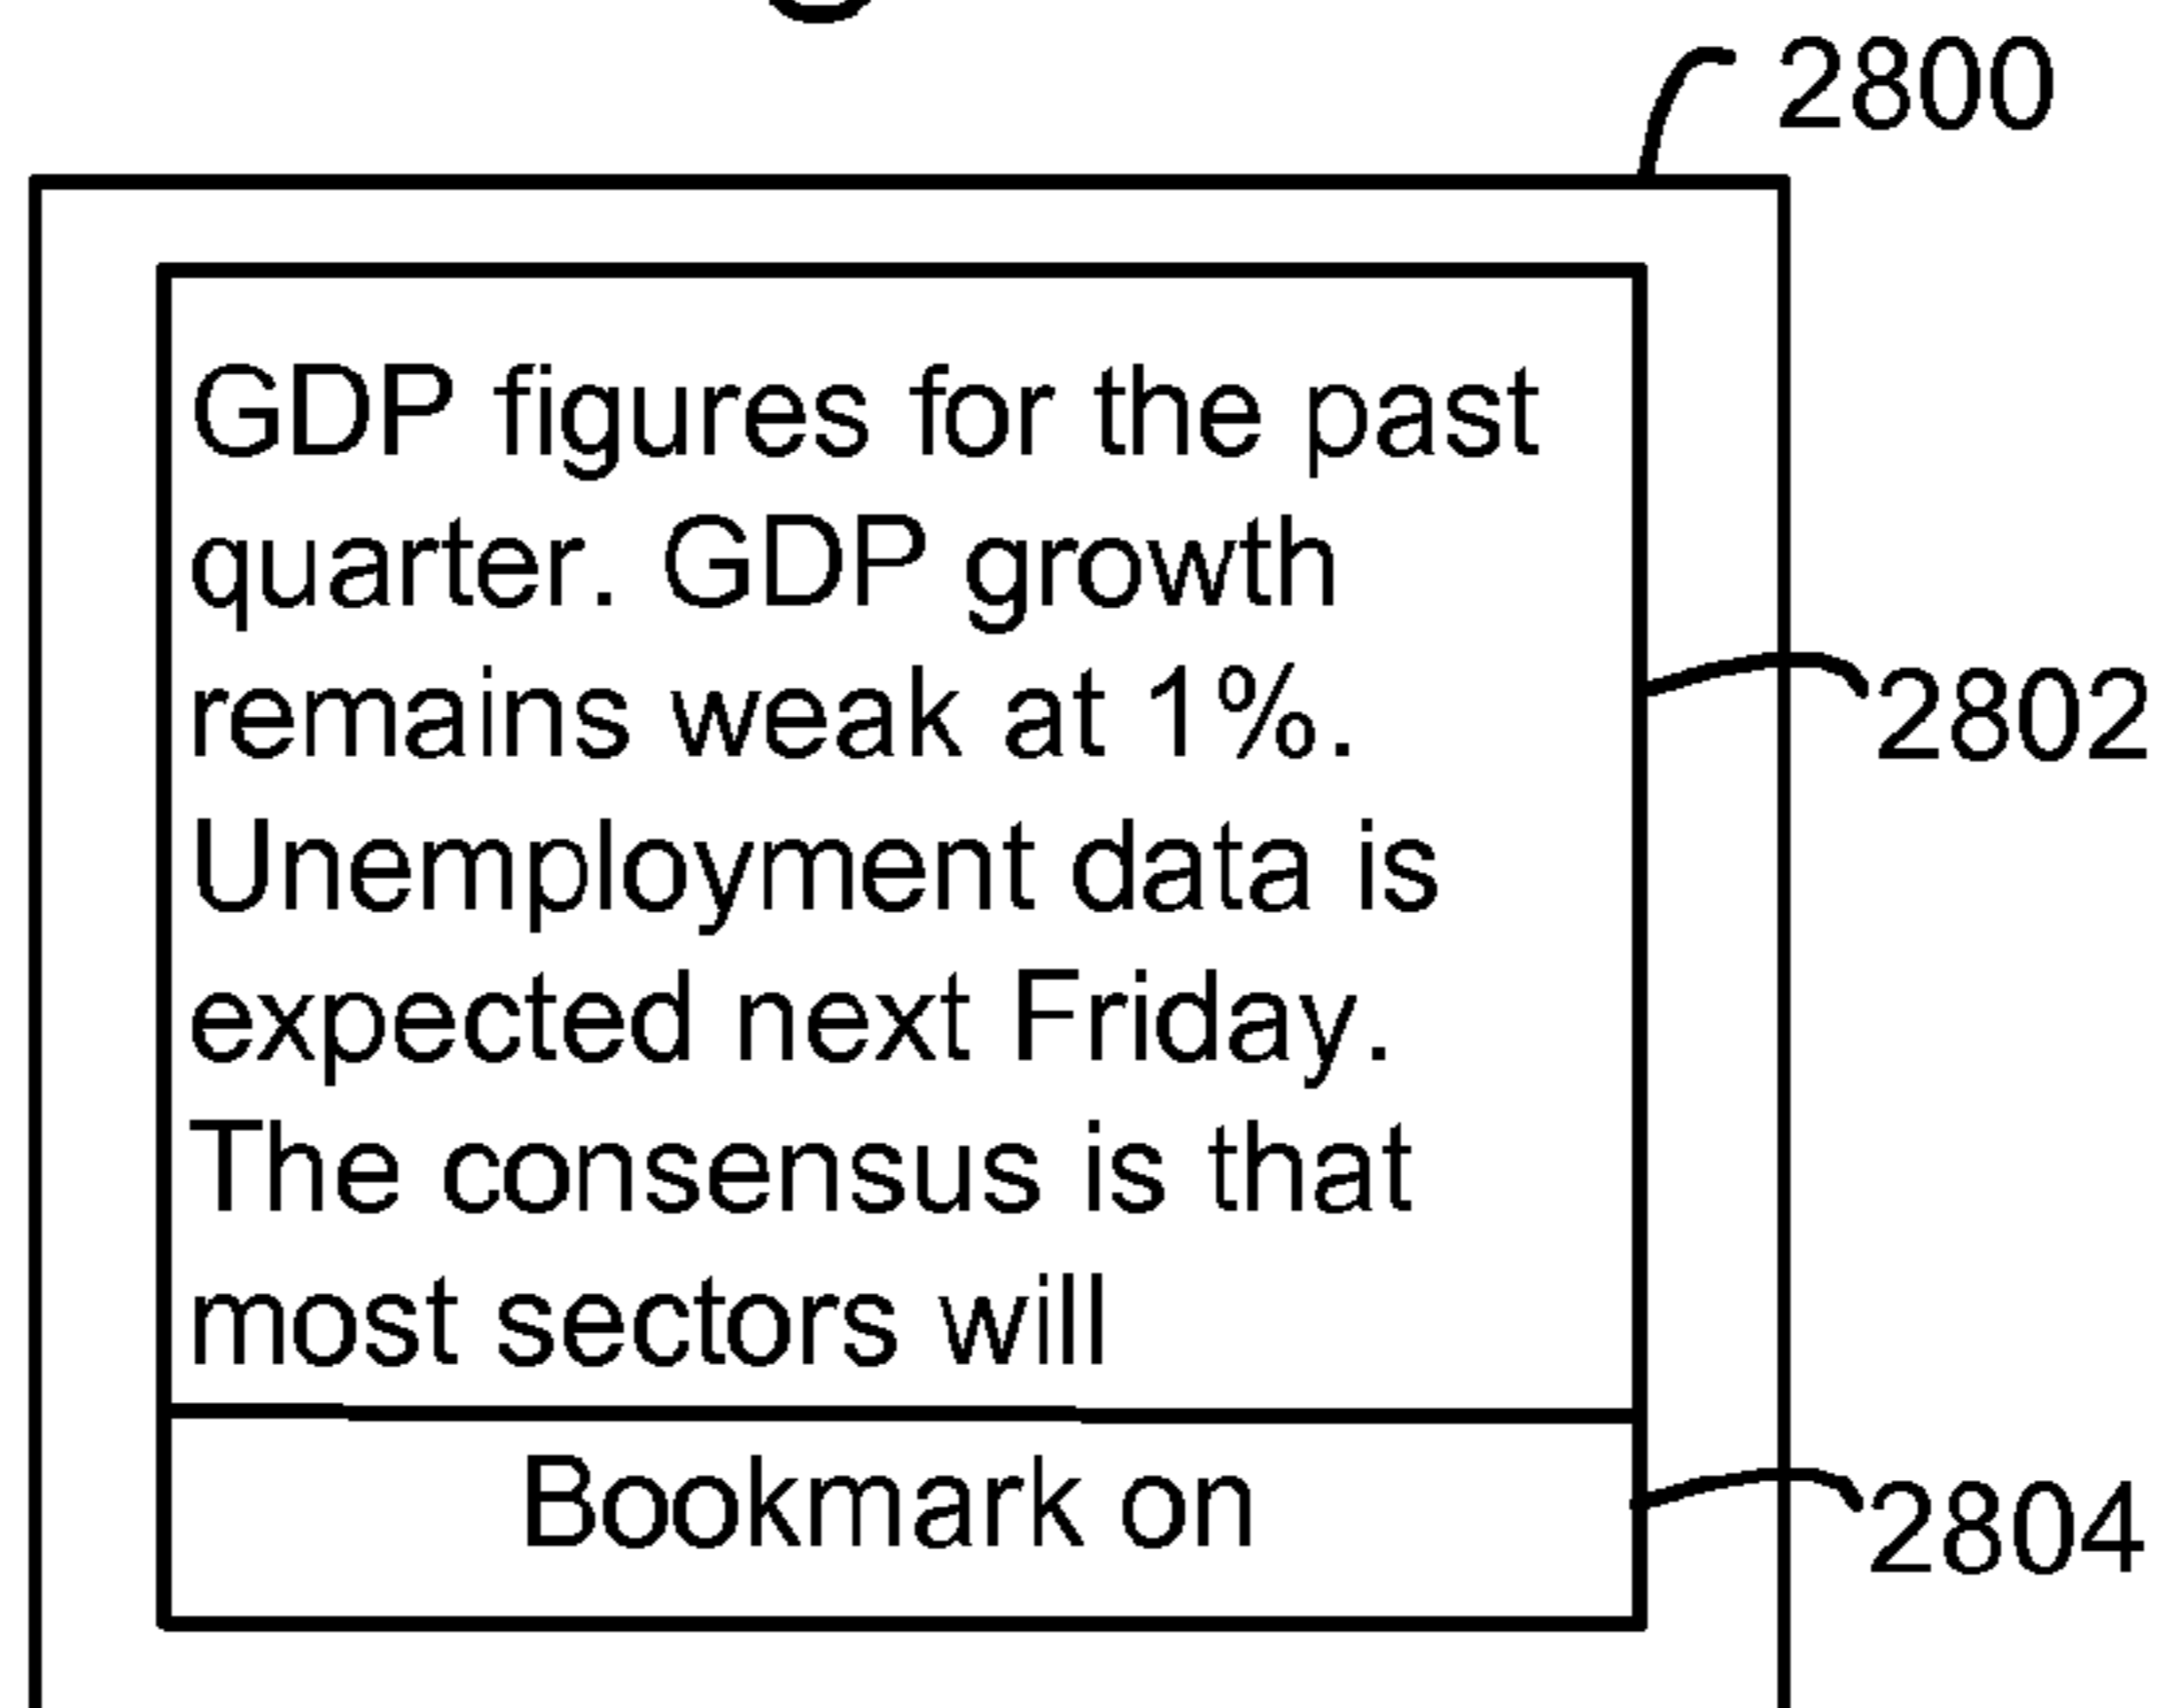 2800
GDP figures for the past
quarter. GDP growth
remains weak at 1%.
2802
Unemployment data is
expected next Friday.
The consensus is that
most sectors will
Bookmark on
2804